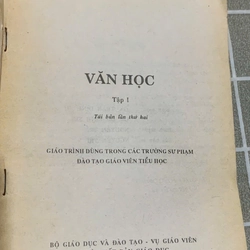 VĂN HỌC
Tập 1
Tái bản lần thứ hai
GIÁO TRÌNH DÙNG TRONG CÁC TRƯỜNG SƯ PHẠM
ĐÀO TẠO GIÁO VIÊN TIỂU HỌC
BỘ GIÁO DỤC VÀ ĐÀO TẠO - VỤ GIÁO VIÊN